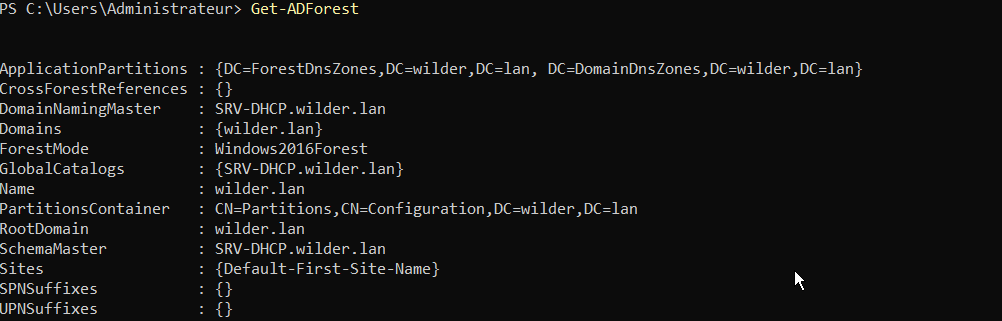 PS C:\Users\Administrateur> Get-ADForest
ApplicationPartitions : {DC=ForestDnsZones,DC=wilder,DC=lan, DC=DomainDnsZones,DC=wilder,DC=lan}
CrossForestReferences : {}
DomainNamingMaster    : SRV-DHCP.wilder.lan
Domains               : {wilder.lan}
ForestMode            : Windows2016Forest
GlobalCatalogs        : {SRV-DHCP.wilder.lan}
Name                  : wilder.lan
PartitionsContainer   : CN=Partitions,CN=Configuration,DC=wilder,DC=lan
RootDomain            : wilder.lan
SchemaMaster          : SRV-DHCP.wilder.lan
Sites                 : {Default-First-Site-Name}
SPNSuffixes           : {}
UPNSuffixes           : {}